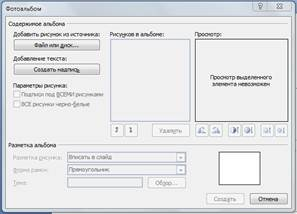 Фотоальбом
Содержимое альбома
Добавить рисунок из источника:
Файл или диск...
Добавление текста:
Создать надпись
Параметры рисунка:
Подписи под ВСЕМИ рисунками
ВСЕ рисунки черно-белые
Рисунков в альбоме:
Удалить
Просмотр:
Просмотр выделенного
элемента невозможен
Разметка альбома
Разметка рисунка:
Вписать в слайд
Форма рамок:
Прямоугольник
Тема:
Обзор...
Создать
Отмена